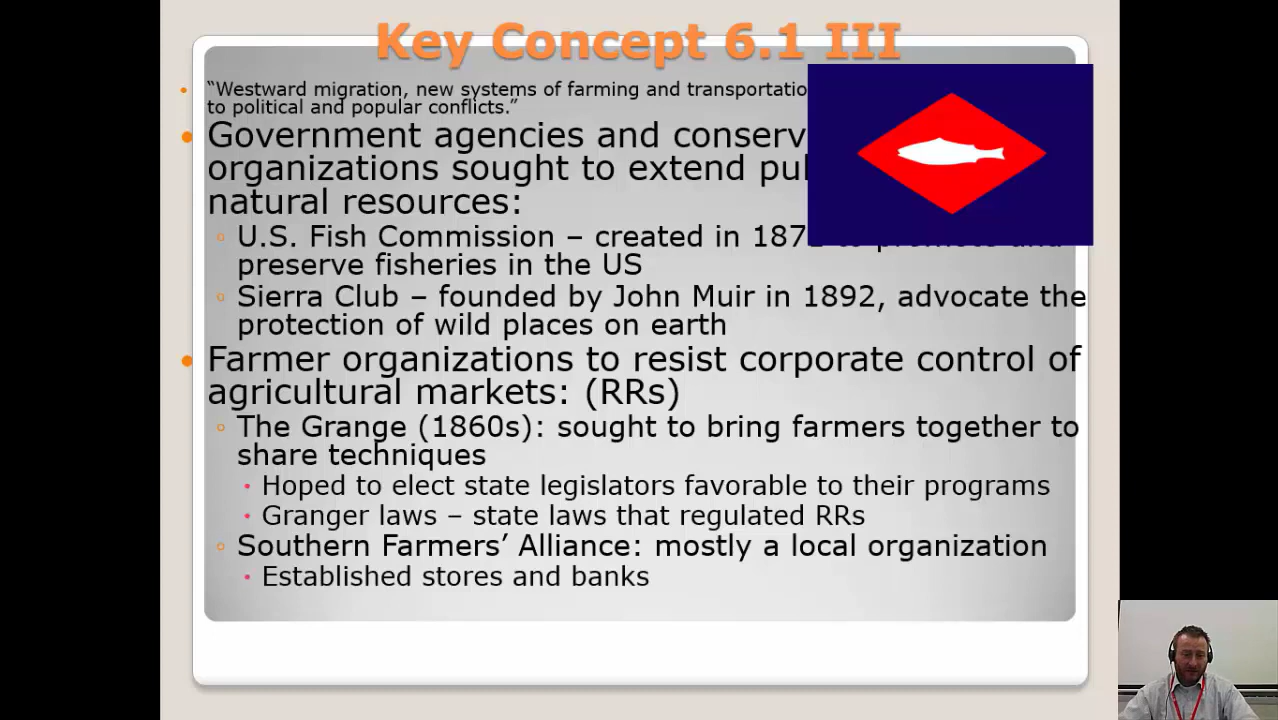 Key Concept 6.1 III
• “Westward migration, new systems of farming and transportatio
to political and popular conflicts.”
• Government agencies and conserv
organizations sought to extend
natural resources:
◦ U.S. Fish Commission – created in
preserve fisheries in the US
◦ Sierra Club – founded by John Muir in 1892, advocate the
protection of wild places on earth
• Farmer organizations to resist corporate control of
agricultural markets: (RRs)
◦ The Grange (1860s): sought to bring farmers together to
share techniques
• Hoped to elect state legislators favorable to their programs
• Granger laws – state laws that regulated RRs
◦ Southern Farmers’ Alliance: mostly a local organization
• Established stores and banks